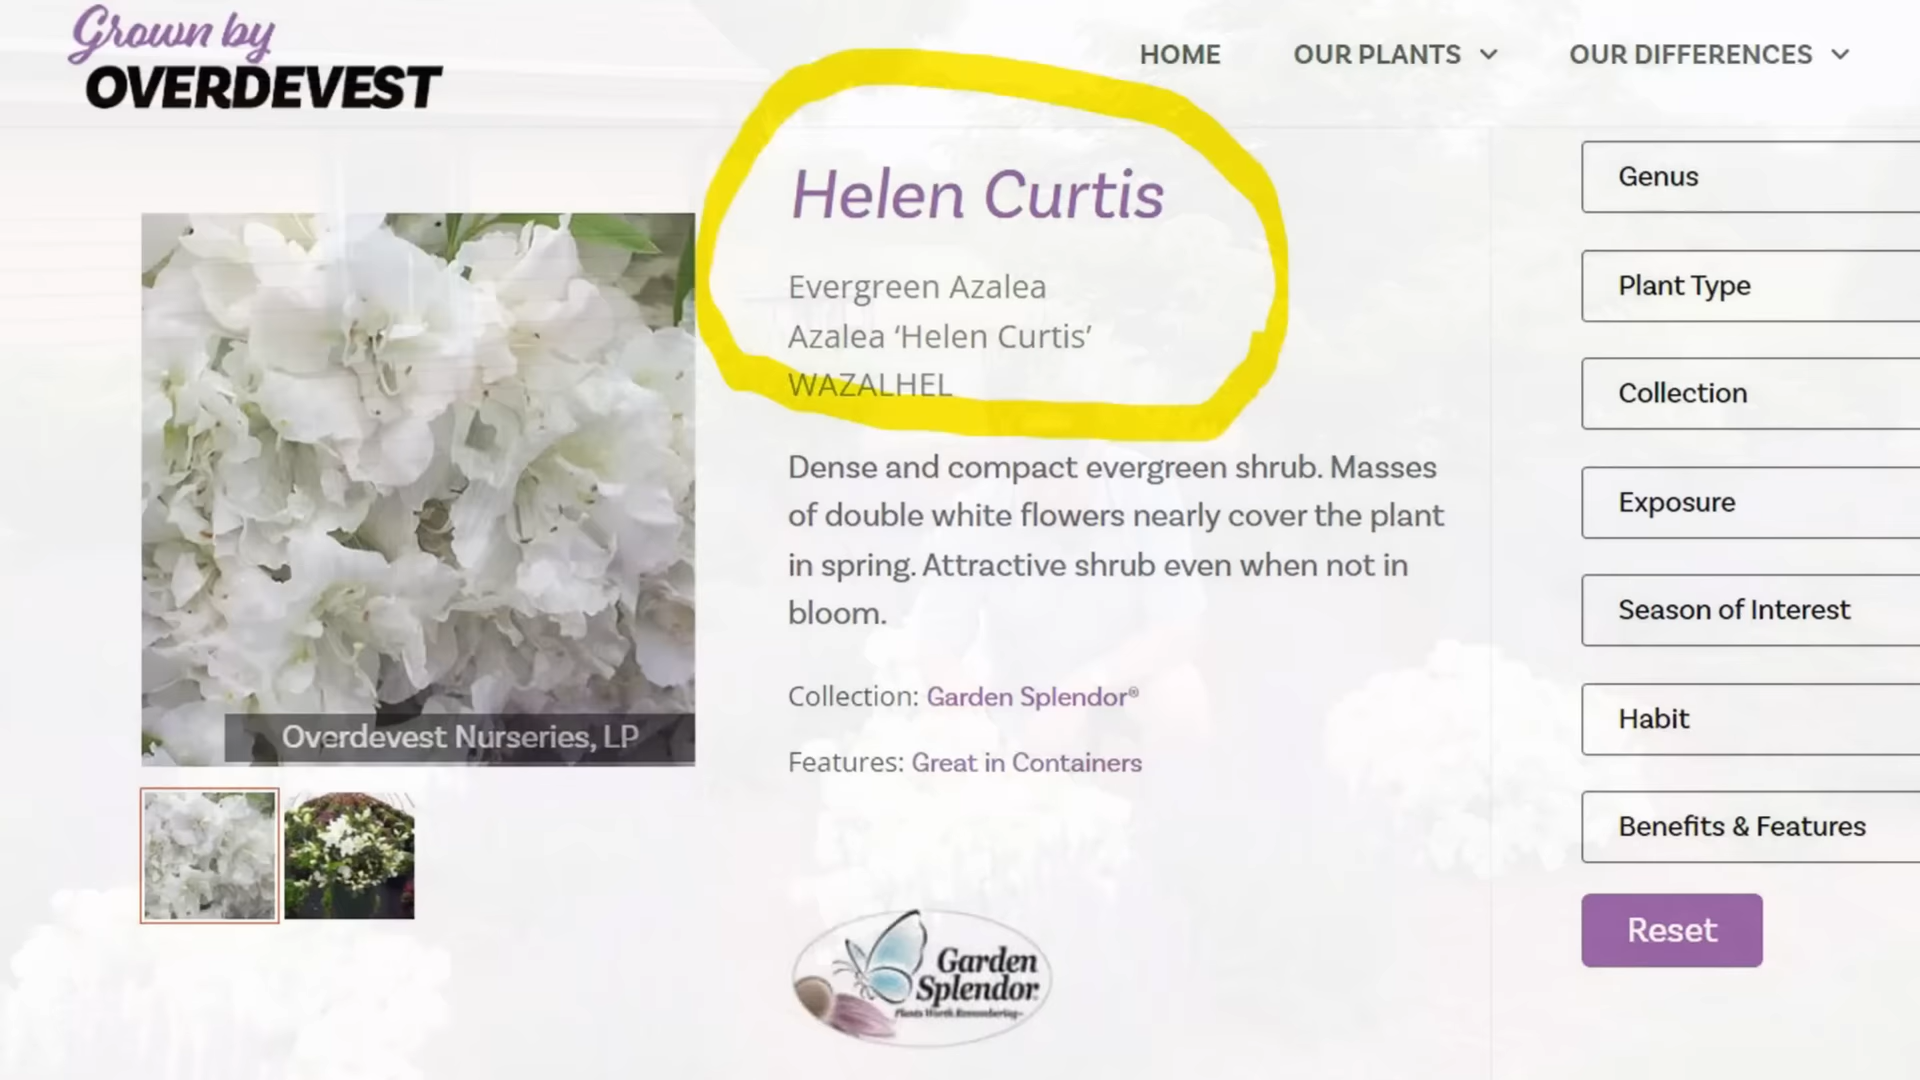 Grown by
OVERDEVEST
HOME
OUR PLANTS
OUR DIFFERENCES
Helen Curtis
Evergreen Azalea
Azalea ‘Helen Curtis’
WAZALHEL
Dense and compact evergreen shrub. Masses
of double white flowers nearly cover the plant
in spring. Attractive shrub even when not in
bloom.
Collection: Garden Splendor®
Features: Great in Containers
Overdevest Nurseries, LP
Garden
Splendor
Plants Worth Remembering
Genus
Plant Type
Collection
Exposure
Season of Interest
Habit
Benefits & Features
Reset